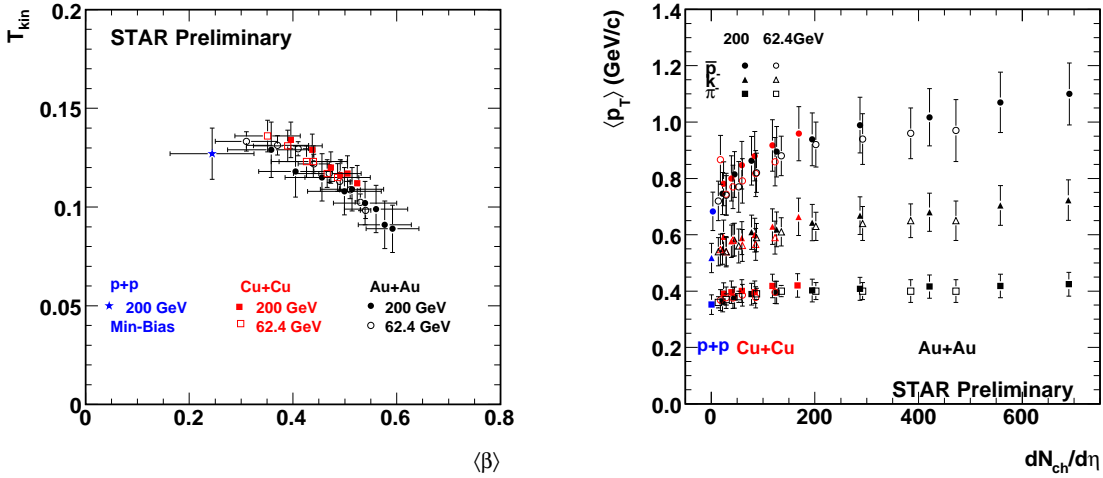 T_kin
STAR Preliminary
0.2
0.15
0.1
0.05
0
p+p
Cu+Cu
Au+Au
200 GeV
200 GeV
200 GeV
Min-Bias
62.4 GeV
62.4 GeV
0
0.2
0.4
0.6
0.8
⟨β⟩
⟨p_T⟩ (GeV/c)
1.4
1.2
1.0
0.8
0.6
0.4
0.2
0.0
200
62.4GeV
p̅
k⁻
π⁻
p+p
Cu+Cu
Au+Au
STAR Preliminary
0
200
400
600
dN_ch/dη